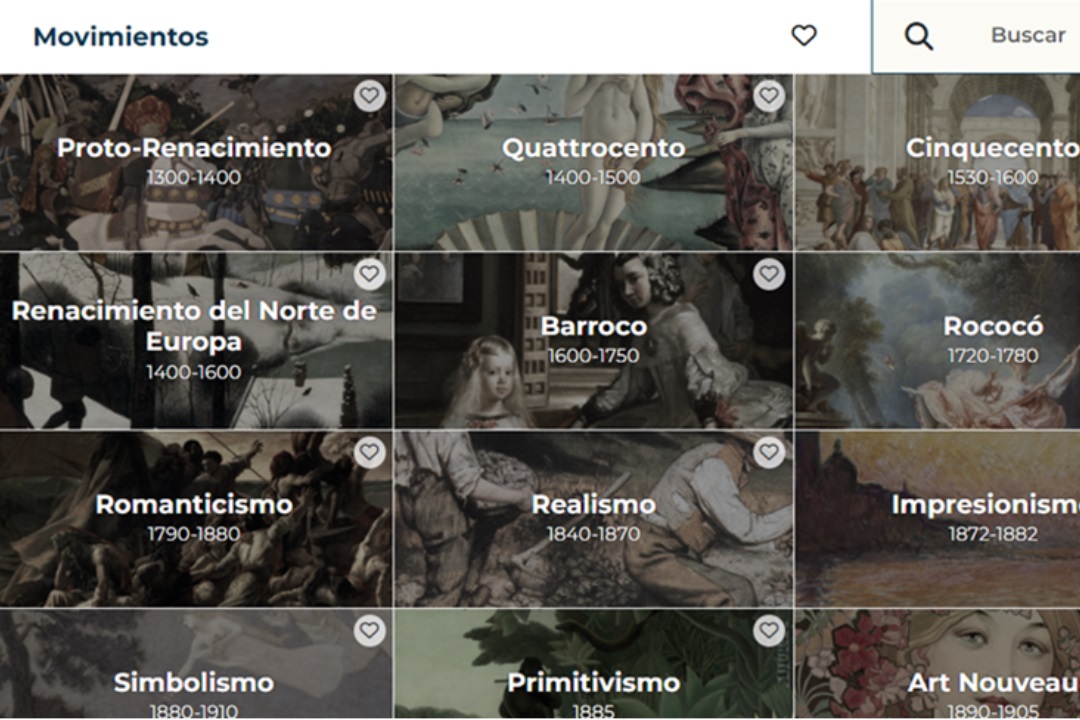 Movimientos
Buscar
Proto-Renacimiento
1300-1400
Quattrocento
1400-1500
Cinquecento
1530-1600
Renacimiento del Norte de
Europa
1400-1600
Barroco
1600-1750
Rococó
1720-1780
Romanticismo
1790-1880
Realismo
1840-1870
Impresionismo
1872-1882
Simbolismo
1880-1910
Primitivismo
1885
Art Nouveau
1890-1905